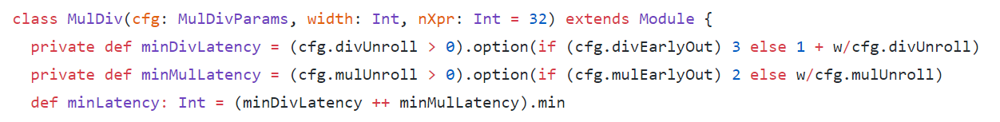 class MulDiv(cfg: MulDivParams, width: Int, nXpr: Int = 32) extends Module {
  private def minDivLatency = (cfg.divUnroll > 0).option(if (cfg.divEarlyOut) 3 else 1 + w/cfg.divUnroll)
  private def minMulLatency = (cfg.mulUnroll > 0).option(if (cfg.mulEarlyOut) 2 else w/cfg.mulUnroll)
  def minLatency: Int = (minDivLatency ++ minMulLatency).min